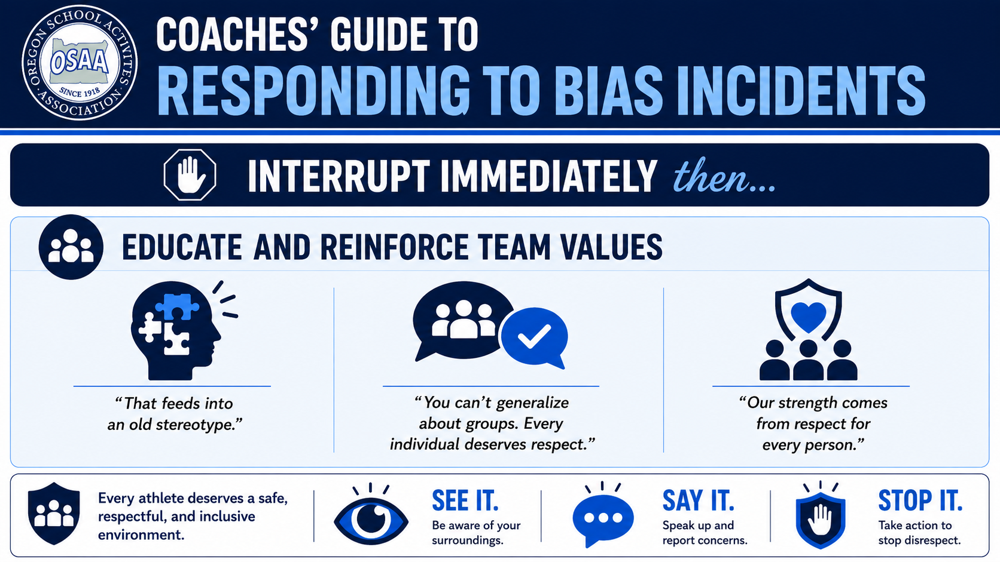 OREGON SCHOOL ACTIVITES
ASSOCIATION
OSAA
SINCE 1918
COACHES’ GUIDE TO
RESPONDING TO BIAS INCIDENTS
INTERRUPT IMMEDIATELY then...
EDUCATE AND REINFORCE TEAM VALUES
“That feeds into
an old stereotype.”
“You can’t generalize
about groups. Every
individual deserves respect.”
“Our strength comes
from respect for
every person.”
Every athlete deserves a safe,
respectful, and inclusive
environment.
SEE IT.
Be aware of your
surroundings.
SAY IT.
Speak up and
report concerns.
STOP IT.
Take action to
stop disrespect.